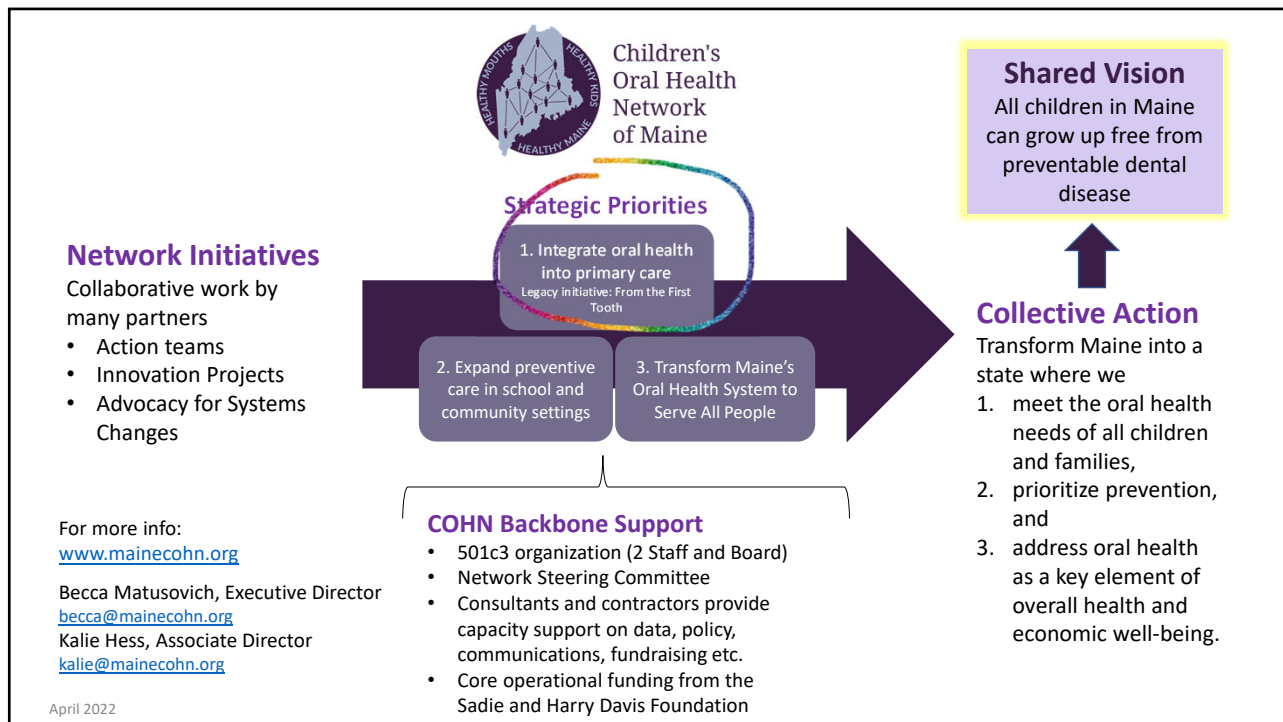 HEALTHY MOUTHS
HEALTHY KIDS
HEALTHY MAINE
Children's
Oral Health
Network
of Maine
Shared Vision
All children in Maine
can grow up free from
preventable dental
disease
Strategic Priorities
1. Integrate oral health
into primary care
Legacy initiative: From the First
Tooth
2. Expand preventive
care in school and
community settings
3. Transform Maine's
Oral Health System to
Serve All People
Network Initiatives
Collaborative work by
many partners
• Action teams
• Innovation Projects
• Advocacy for Systems
Changes
Collective Action
Transform Maine into a
state where we
1. meet the oral health
needs of all children
and families,
2. prioritize prevention,
and
3. address oral health
as a key element of
overall health and
economic well-being.
COHN Backbone Support
• 501c3 organization (2 Staff and Board)
• Network Steering Committee
• Consultants and contractors provide
capacity support on data, policy,
communications, fundraising etc.
• Core operational funding from the
Sadie and Harry Davis Foundation
For more info:
www.mainecohn.org
Becca Matusovich, Executive Director
becca@mainecohn.org
Kalie Hess, Associate Director
kalie@mainecohn.org
April 2022